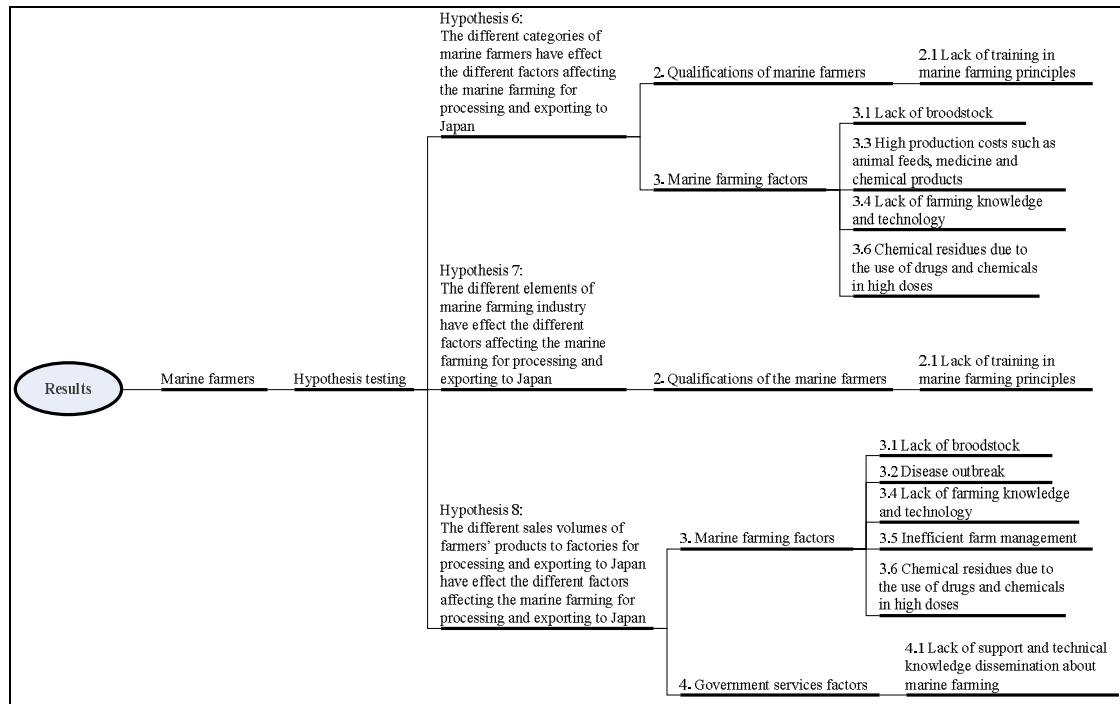 Results
Marine farmers
Hypothesis testing
Hypothesis 6:
The different categories of
marine farmers have effect
the different factors affecting
the marine farming for
processing and exporting to
Japan
2. Qualifications of marine farmers
2.1 Lack of training in
marine farming principles
3. Marine farming factors
3.1 Lack of broodstock
3.3 High production costs such as
animal feeds, medicine and
chemical products
3.4 Lack of farming knowledge
and technology
3.6 Chemical residues due to
the use of drugs and chemicals
in high doses
Hypothesis 7:
The different elements of
marine farming industry
have effect the different
factors affecting the marine
farming for processing and
exporting to Japan
2. Qualifications of the marine farmers
2.1 Lack of training in
marine farming principles
Hypothesis 8:
The different sales volumes of
farmers’ products to factories for
processing and exporting to Japan
have effect the different factors
affecting the marine farming for
processing and exporting to Japan
3. Marine farming factors
3.1 Lack of broodstock
3.2 Disease outbreak
3.4 Lack of farming knowledge
and technology
3.5 Inefficient farm management
3.6 Chemical residues due to
the use of drugs and chemicals
in high doses
4. Government services factors
4.1 Lack of support and technical
knowledge dissemination about
marine farming